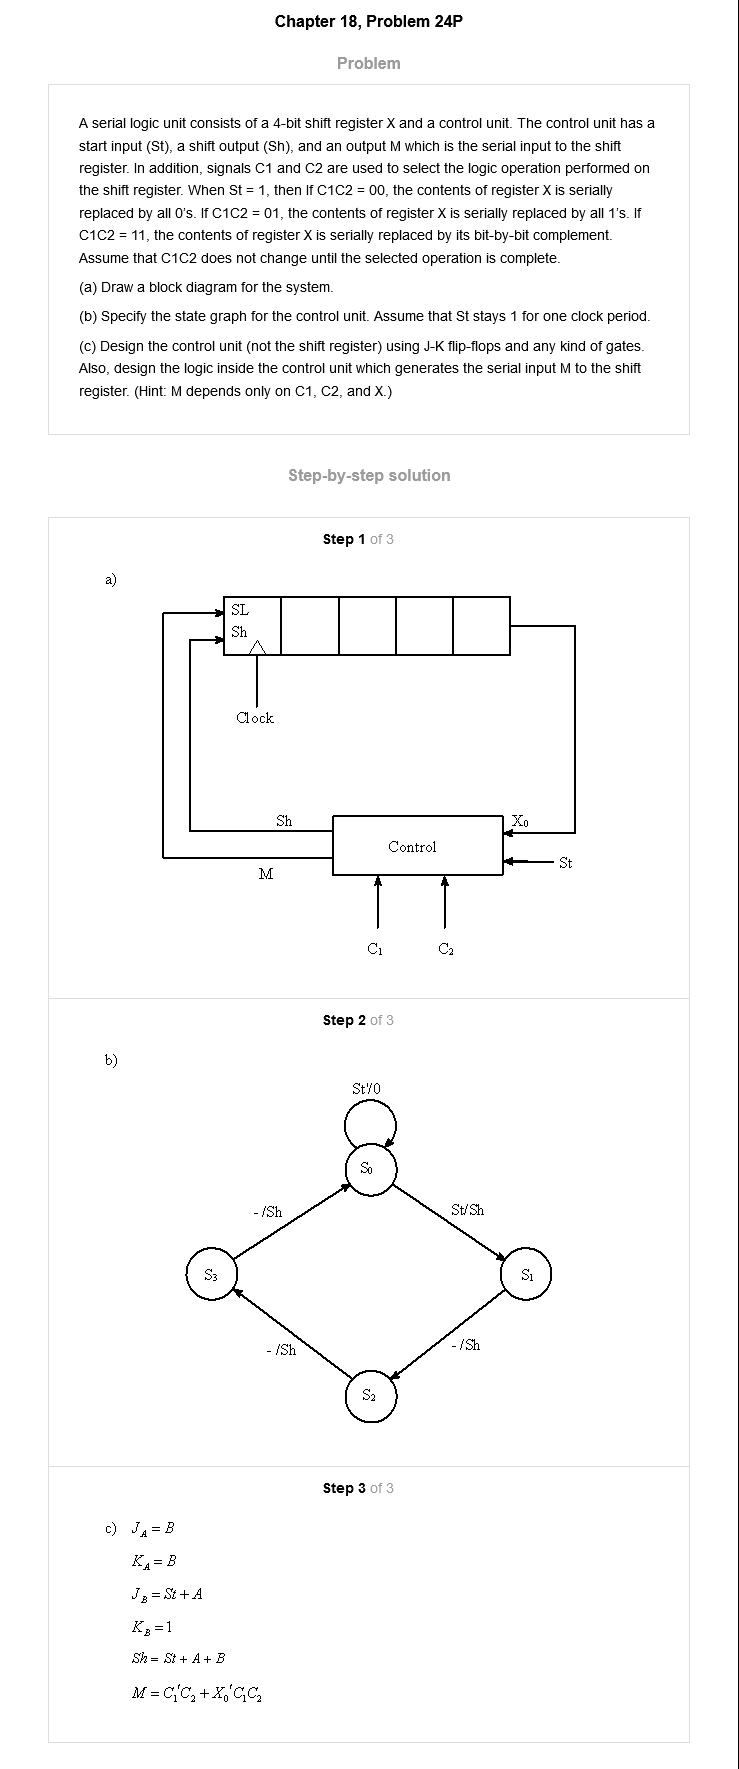 Chapter 18, Problem 24P
Problem
A serial logic unit consists of a 4-bit shift register X and a control unit. The control unit has a
start input (St), a shift output (Sh), and an output M which is the serial input to the shift
register. In addition, signals C1 and C2 are used to select the logic operation performed on
the shift register. When St = 1, then If C1C2 = 00, the contents of register X is serially
replaced by all 0's. If C1C2 = 01, the contents of register X is serially replaced by all 1's. If
C1C2 = 11, the contents of register X is serially replaced by its bit-by-bit complement.
Assume that C1C2 does not change until the selected operation is complete.
(a) Draw a block diagram for the system.
(b) Specify the state graph for the control unit. Assume that St stays 1 for one clock period.
(c) Design the control unit (not the shift register) using J-K flip-flops and any kind of gates.
Also, design the logic inside the control unit which generates the serial input M to the shift
register. (Hint: M depends only on C1, C2, and X.)
Step-by-step solution
Step 1 of 3
a)
SL
Sh
Clock
Sh
X₀
Control
St
M
C₁ C₂
Step 2 of 3
b)
St'/0
S₀
- /Sh
St/Sh
S₃
S₁
- /Sh
- /Sh
S₂
Step 3 of 3
c) J_A = B
K_A = B
J_B = St + A
K_B = 1
Sh = St + A + B
M = C₁'C₂ + X₀'C₁C₂